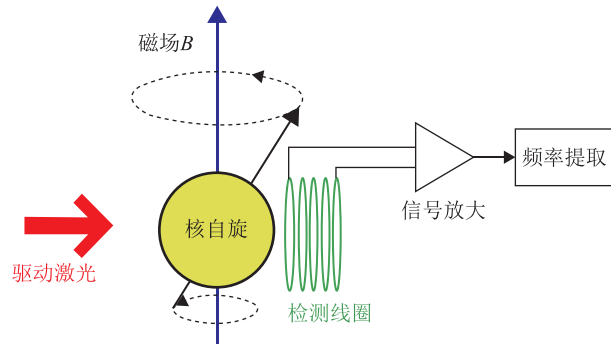 磁场B
核自旋
驱动激光
检测线圈
信号放大
频率提取